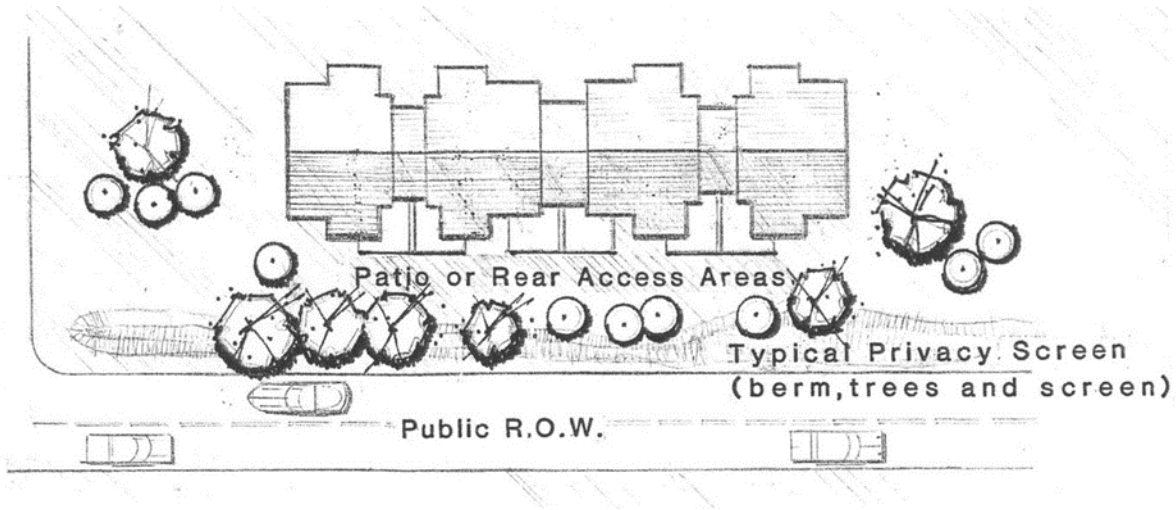 Patio or Rear Access Areas
Typical Privacy Screen
(berm, trees and screen)
Public R.O.W.